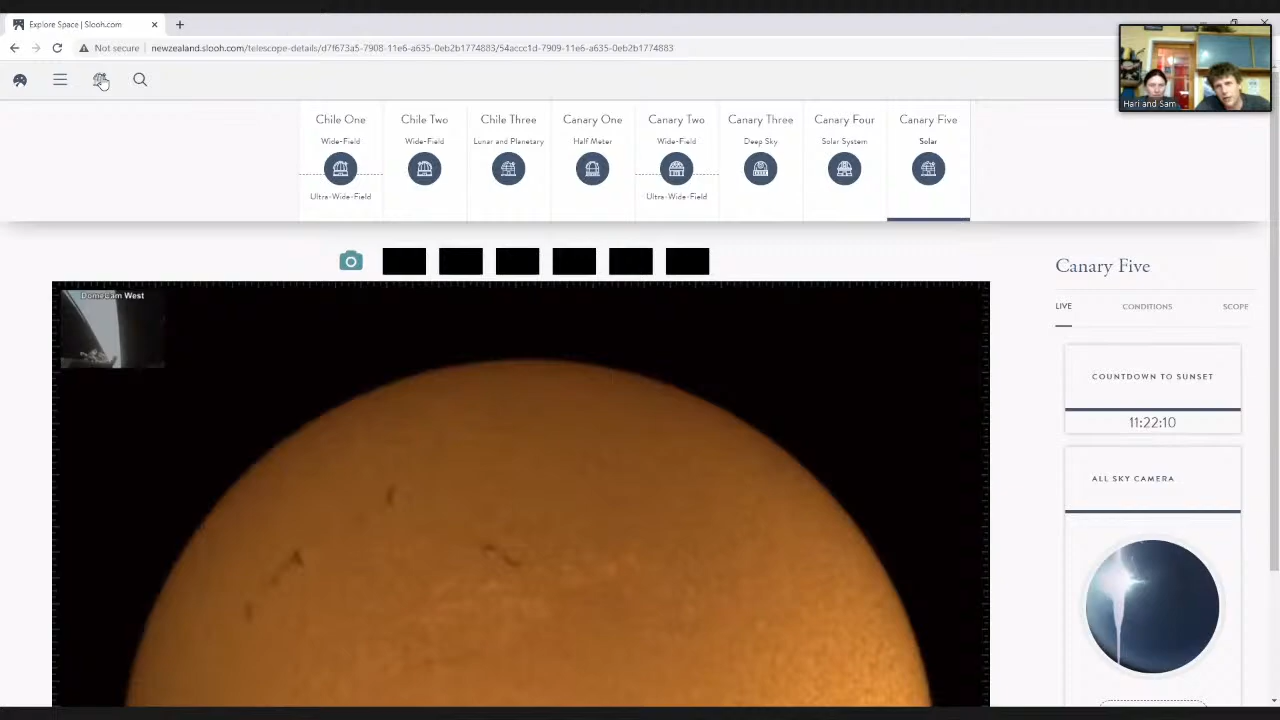 Explore Space | Slooh.com
Not secure
newzealand.slooh.com/telescope-details/d7f673a5-7908-11e6-a635-0eb2b1774883/54accc1d-7909-11e6-a635-0eb2b1774883
Hari and Sam
Chile One
Chile Two
Chile Three
Canary One
Canary Two
Canary Three
Canary Four
Canary Five
Wide-Field
Wide-Field
Lunar and Planetary
Half Meter
Wide-Field
Deep Sky
Solar System
Solar
Ultra-Wide-Field
Ultra-Wide-Field
Canary Five
LIVE
CONDITIONS
SCOPE
DomeCam West
COUNTDOWN TO SUNSET
11:22:10
ALL SKY CAMERA